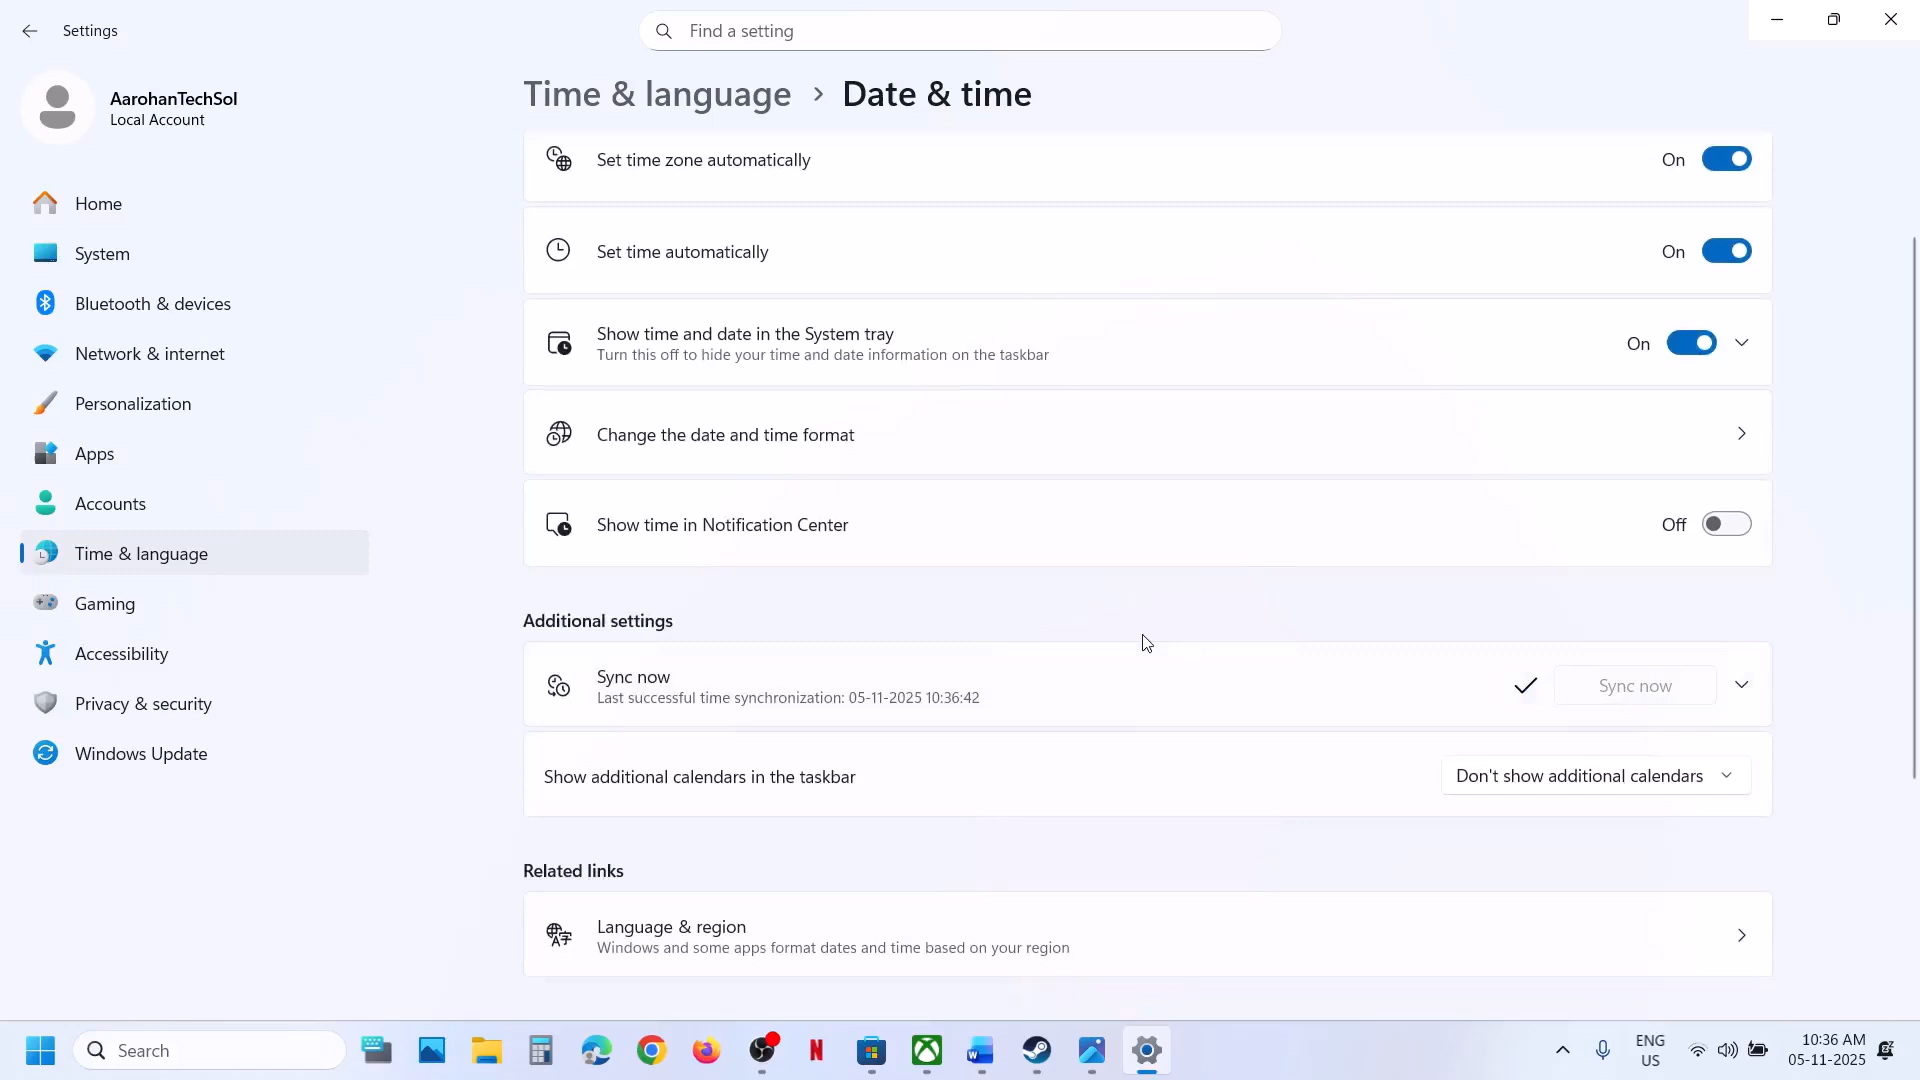 Settings
Find a setting
AarohanTechSol
Local Account
Home
System
Bluetooth & devices
Network & internet
Personalization
Apps
Accounts
Time & language
Gaming
Accessibility
Privacy & security
Windows Update
Time & language > Date & time
Set time zone automatically
On
Set time automatically
On
Show time and date in the System tray
Turn this off to hide your time and date information on the taskbar
On
Change the date and time format
Show time in Notification Center
Off
Additional settings
Sync now
Last successful time synchronization: 05-11-2025 10:36:42
Sync now
Show additional calendars in the taskbar
Don't show additional calendars
Related links
Language & region
Windows and some apps format dates and time based on your region
Search
ENG
US
10:36 AM
05-11-2025